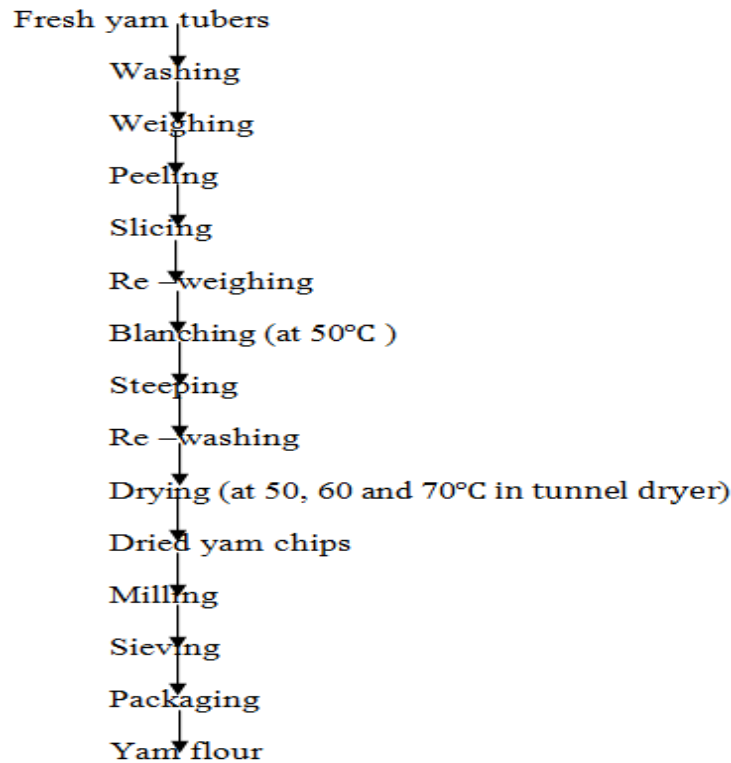 Fresh yam tubers
Washing
Weighing
Peeling
Slicing
Re –weighing
Blanching (at 50°C )
Steeping
Re –washing
Drying (at 50, 60 and 70°C in tunnel dryer)
Dried yam chips
Milling
Sieving
Packaging
Yam flour